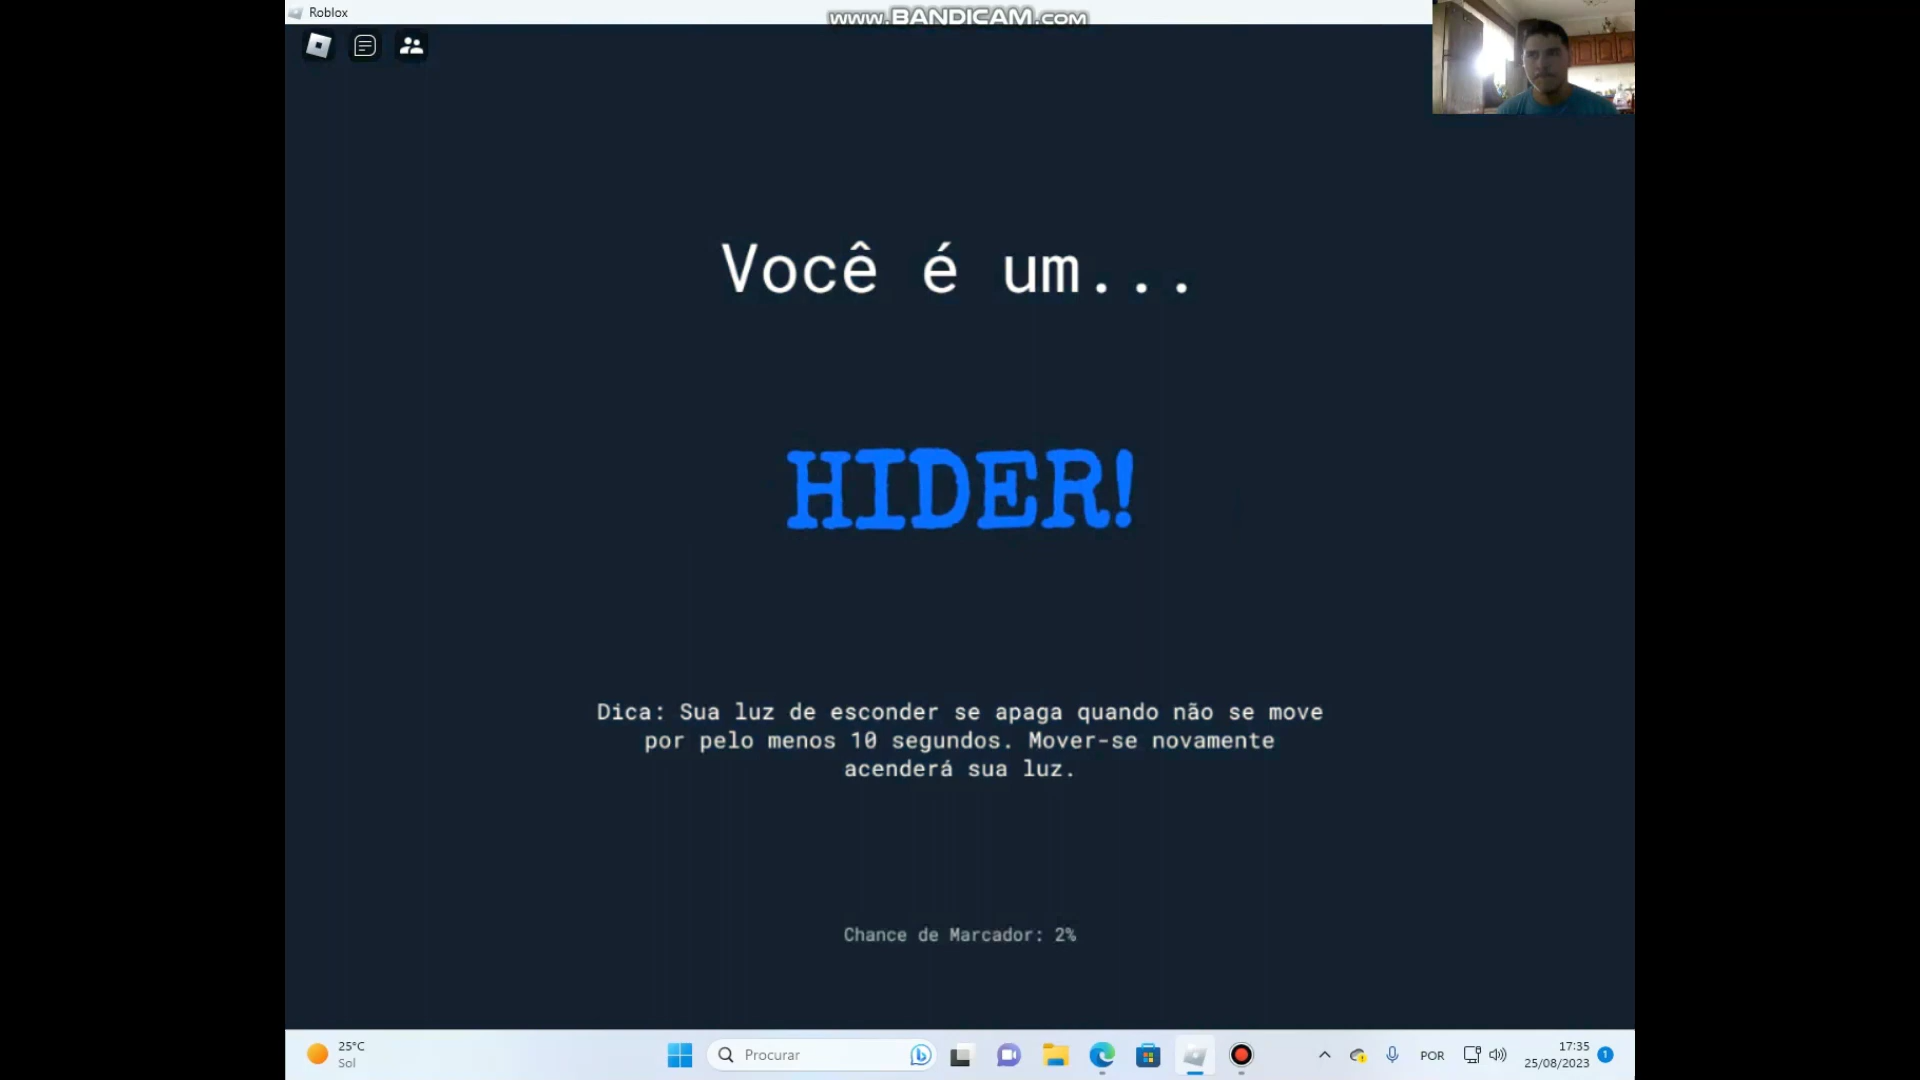 Roblox
www.BANDICAM.com
Você é um...
HIDER!
Dica: Sua luz de esconder se apaga quando não se move
por pelo menos 10 segundos. Mover-se novamente
acenderá sua luz.
Chance de Marcador: 2%
25°C
Sol
Procurar
POR
17:35
25/08/2023
1